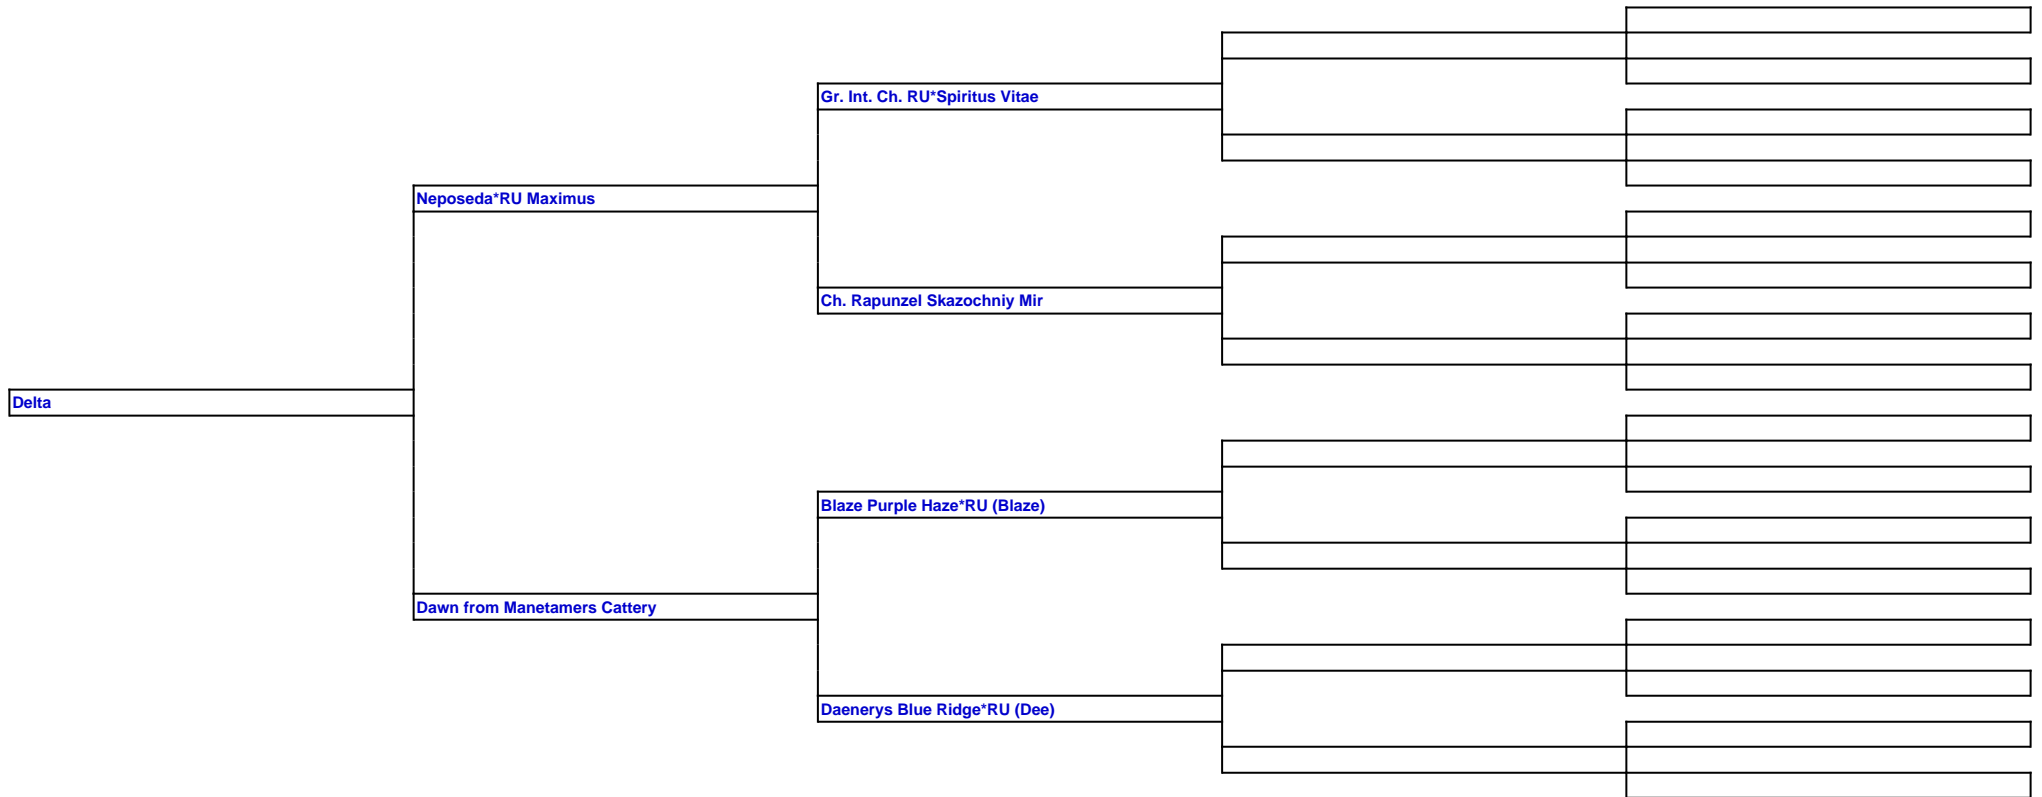 Gr. Int. Ch. RU*Spiritus Vitae
Neposeda*RU Maximus
Ch. Rapunzel Skazochniy Mir
Delta
Blaze Purple Haze*RU (Blaze)
Dawn from Manetamers Cattery
Daenerys Blue Ridge*RU (Dee)